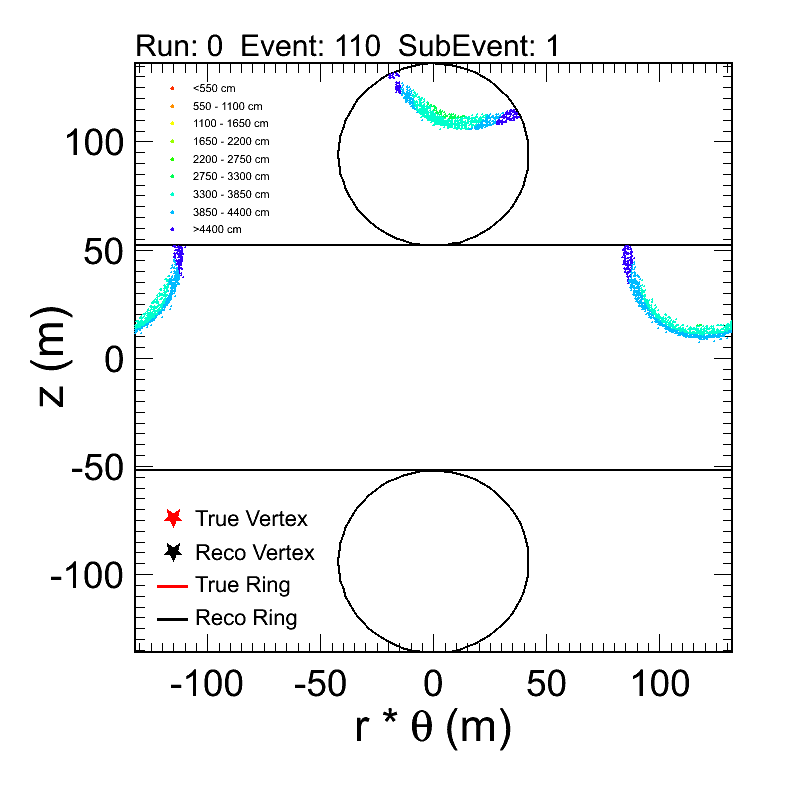 Run: 0  Event: 110  SubEvent: 1
<550 cm
550 - 1100 cm
1100 - 1650 cm
1650 - 2200 cm
2200 - 2750 cm
2750 - 3300 cm
3300 - 3850 cm
3850 - 4400 cm
>4400 cm
100
50
0
-50
-100
z (m)
True Vertex
Reco Vertex
True Ring
Reco Ring
-100 -50 0 50 100
r * θ (m)